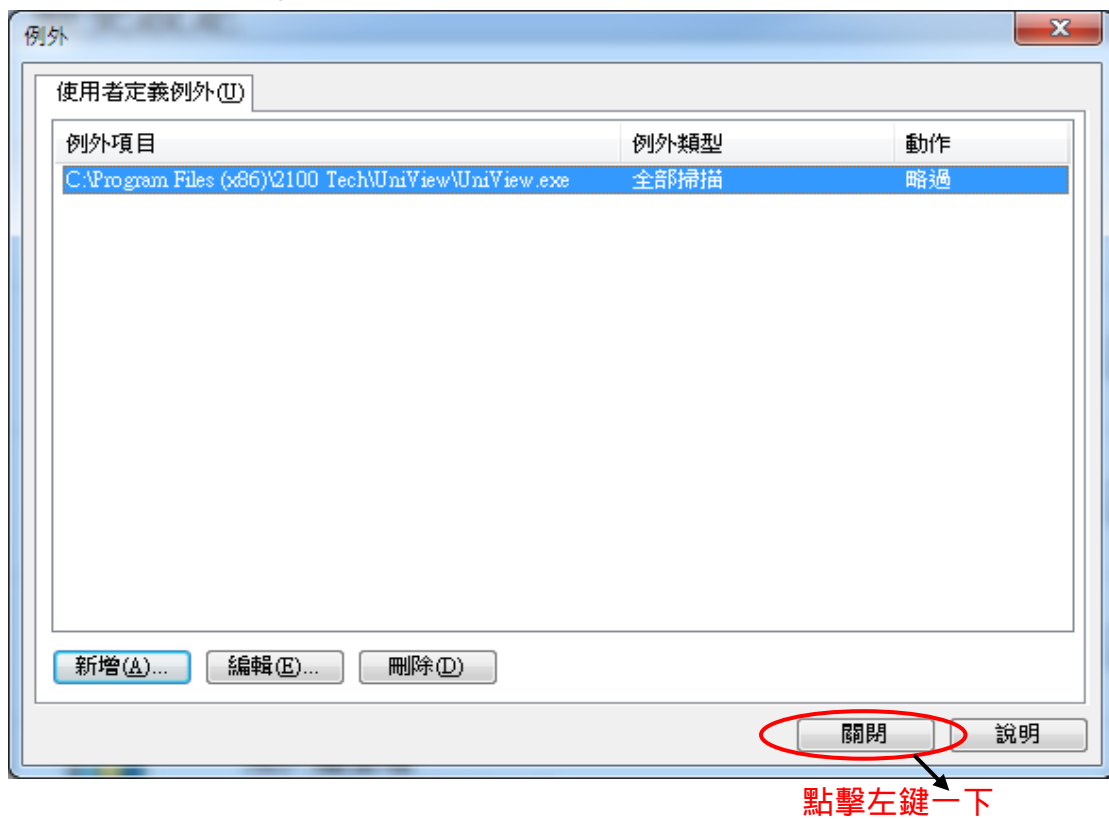 例外
使用者定義例外(U)
例外項目 例外類型 動作
C:\Program Files (x86)\2100 Tech\UniView\UniView.exe 全部掃描 略過
新增(A)... 編輯(E)... 刪除(D)
關閉 說明
點擊左鍵一下